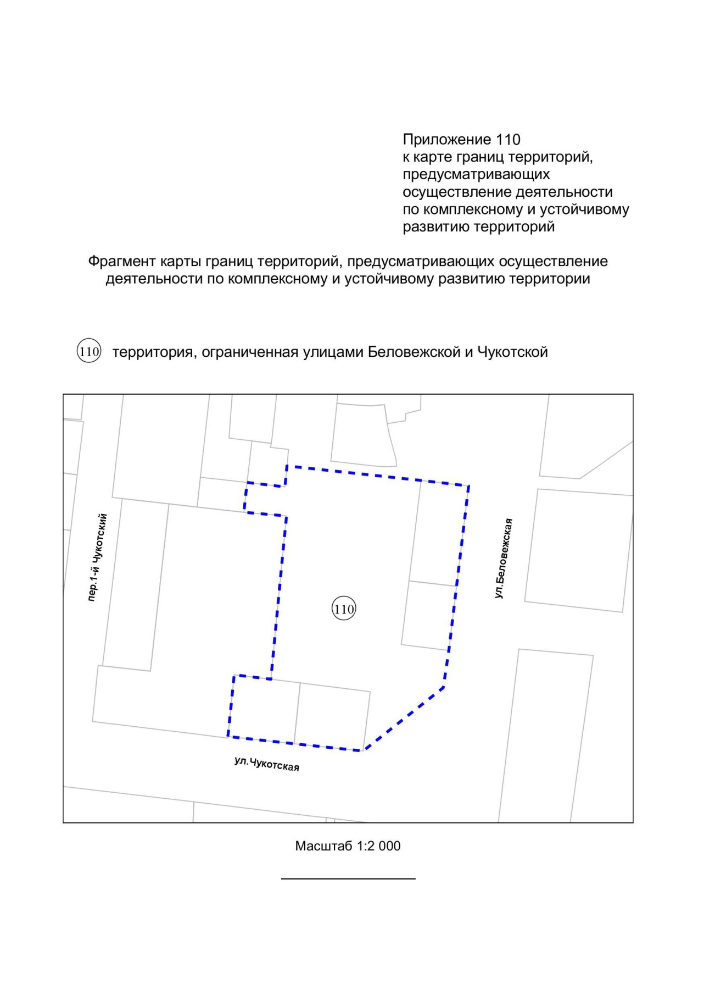 Приложение 110
к карте границ территорий,
предусматривающих
осуществление деятельности
по комплексному и устойчивому
развитию территорий
Фрагмент карты границ территорий, предусматривающих осуществление
деятельности по комплексному и устойчивому развитию территории
110 территория, ограниченная улицами Беловежской и Чукотской
пер.1-й Чукотский
ул.Беловежская
110
ул.Чукотская
Масштаб 1:2 000